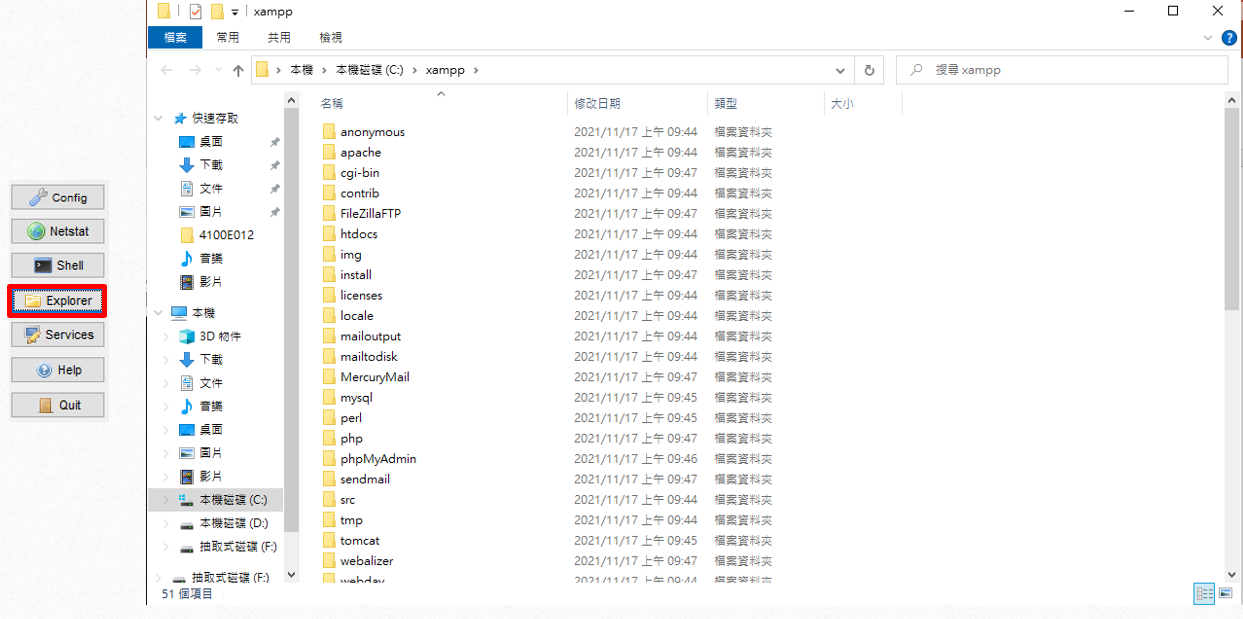 xampp
檔案 常用 共用 檢視
本機 本機磁碟 (C:) xampp
搜尋 xampp
Config
Netstat
Shell
Explorer
Services
Help
Quit
快速存取
桌面
下載
文件
圖片
4100E012
音樂
影片
本機
3D 物件
下載
文件
音樂
桌面
圖片
影片
本機磁碟 (C:)
本機磁碟 (D:)
抽取式磁碟 (F:)
抽取式磁碟 (F:)
名稱 修改日期 類型 大小
anonymous 2021/11/17 上午 09:44 檔案資料夾
apache 2021/11/17 上午 09:44 檔案資料夾
cgi-bin 2021/11/17 上午 09:47 檔案資料夾
contrib 2021/11/17 上午 09:44 檔案資料夾
FileZillaFTP 2021/11/17 上午 09:47 檔案資料夾
htdocs 2021/11/17 上午 09:44 檔案資料夾
img 2021/11/17 上午 09:44 檔案資料夾
install 2021/11/17 上午 09:47 檔案資料夾
licenses 2021/11/17 上午 09:44 檔案資料夾
locale 2021/11/17 上午 09:44 檔案資料夾
mailoutput 2021/11/17 上午 09:44 檔案資料夾
mailtodisk 2021/11/17 上午 09:44 檔案資料夾
MercuryMail 2021/11/17 上午 09:47 檔案資料夾
mysql 2021/11/17 上午 09:45 檔案資料夾
perl 2021/11/17 上午 09:45 檔案資料夾
php 2021/11/17 上午 09:47 檔案資料夾
phpMyAdmin 2021/11/17 上午 09:46 檔案資料夾
sendmail 2021/11/17 上午 09:47 檔案資料夾
src 2021/11/17 上午 09:44 檔案資料夾
tmp 2021/11/17 上午 09:44 檔案資料夾
tomcat 2021/11/17 上午 09:45 檔案資料夾
webalizer 2021/11/17 上午 09:47 檔案資料夾
webdav 2021/11/17 上午 09:44 檔案資料夾
51 個項目